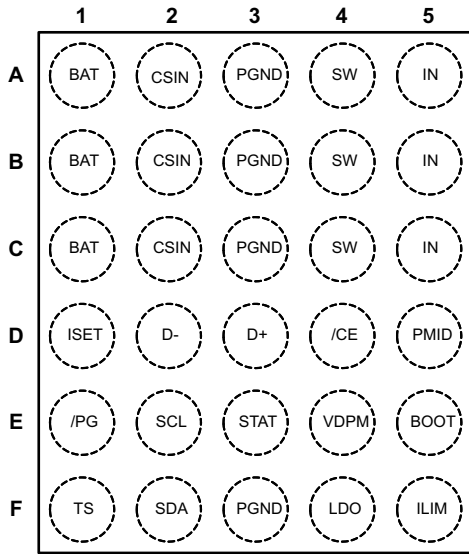 1 2 3 4 5
A BAT CSIN PGND SW IN
B BAT CSIN PGND SW IN
C BAT CSIN PGND SW IN
D ISET D- D+ /CE PMID
E /PG SCL STAT VDPM BOOT
F TS SDA PGND LDO ILIM